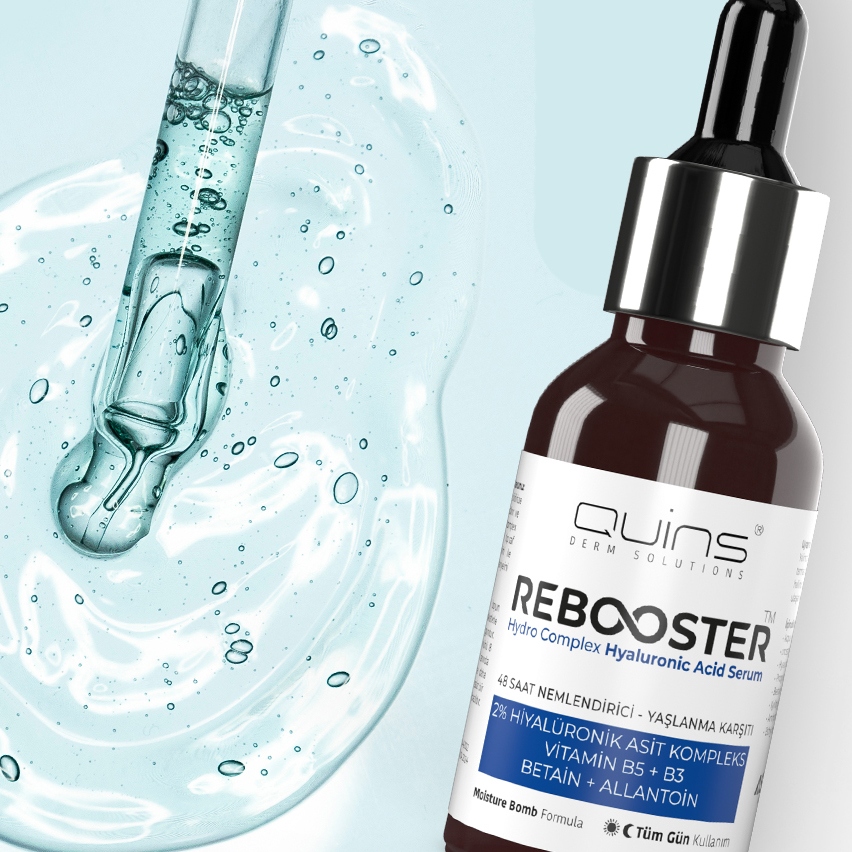 QUINS ®
DERM SOLUTIONS
REBOOSTER™
Hydro Complex Hyaluronic Acid Serum
48 SAAT NEMLENDİRİCİ - YAŞLANMA KARŞITI
2% HİYALÜRONİK ASİT KOMPLEKS
VİTAMİN B5 + B3
BETAİN + ALLANTOİN
Moisture Bomb Formula
Tüm Gün Kullanım